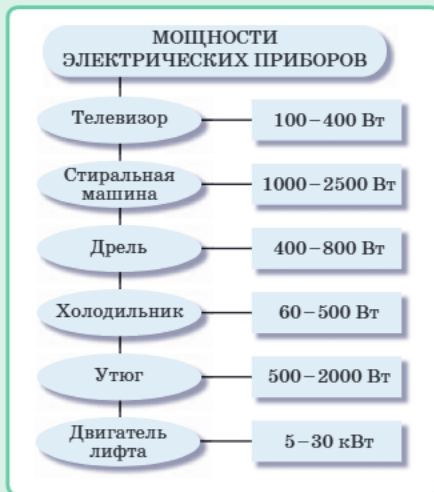 МОЩНОСТИ
ЭЛЕКТРИЧЕСКИХ ПРИБОРОВ
Телевизор
100–400 Вт
Стиральная
машина
1000–2500 Вт
Дрель
400–800 Вт
Холодильник
60–500 Вт
Утюг
500–2000 Вт
Двигатель
лифта
5–30 кВт